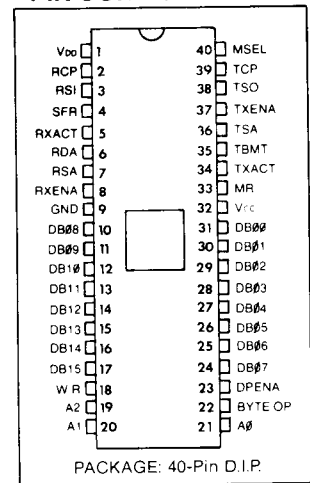 VDD 1 40 MSEL
RCP 2 39 TCP
RSI 3 38 TSO
SFR 4 37 TXENA
RXACT 5 36 TSA
RDA 6 35 TBMT
RSA 7 34 TXACT
RXENA 8 33 MR
GND 9 32 Vcc
DB08 10 31 DB00
DB09 11 30 DB01
DB10 12 29 DB02
DB11 13 28 DB03
DB12 14 27 DB04
DB13 15 26 DB05
DB14 16 25 DB06
DB15 17 24 DB07
W R 18 23 DPENA
A2 19 22 BYTE OP
A1 20 21 A0
PACKAGE: 40-Pin D.I.P.